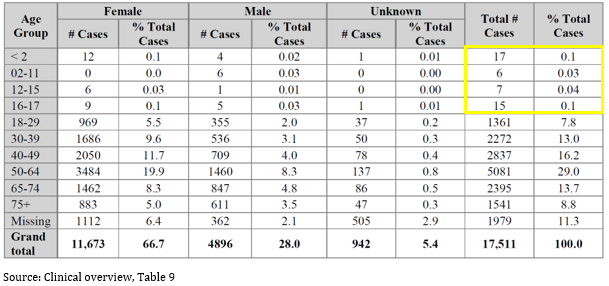 Age Group | Female | Male | Unknown | Total # Cases | % Total Cases
# Cases | % Total Cases | # Cases | % Total Cases | # Cases | % Total Cases
< 2 | 12 | 0.1 | 4 | 0.02 | 1 | 0.01 | 17 | 0.1
02-11 | 0 | 0.0 | 6 | 0.03 | 0 | 0.00 | 6 | 0.03
12-15 | 6 | 0.03 | 1 | 0.01 | 0 | 0.00 | 7 | 0.04
16-17 | 9 | 0.1 | 5 | 0.03 | 1 | 0.01 | 15 | 0.1
18-29 | 969 | 5.5 | 355 | 2.0 | 37 | 0.2 | 1361 | 7.8
30-39 | 1686 | 9.6 | 536 | 3.1 | 50 | 0.3 | 2272 | 13.0
40-49 | 2050 | 11.7 | 709 | 4.0 | 78 | 0.4 | 2837 | 16.2
50-64 | 3484 | 19.9 | 1460 | 8.3 | 137 | 0.8 | 5081 | 29.0
65-74 | 1462 | 8.3 | 847 | 4.8 | 86 | 0.5 | 2395 | 13.7
75+ | 883 | 5.0 | 611 | 3.5 | 47 | 0.3 | 1541 | 8.8
Missing | 1112 | 6.4 | 362 | 2.1 | 505 | 2.9 | 1979 | 11.3
Grand total | 11,673 | 66.7 | 4896 | 28.0 | 942 | 5.4 | 17,511 | 100.0
Source: Clinical overview, Table 9